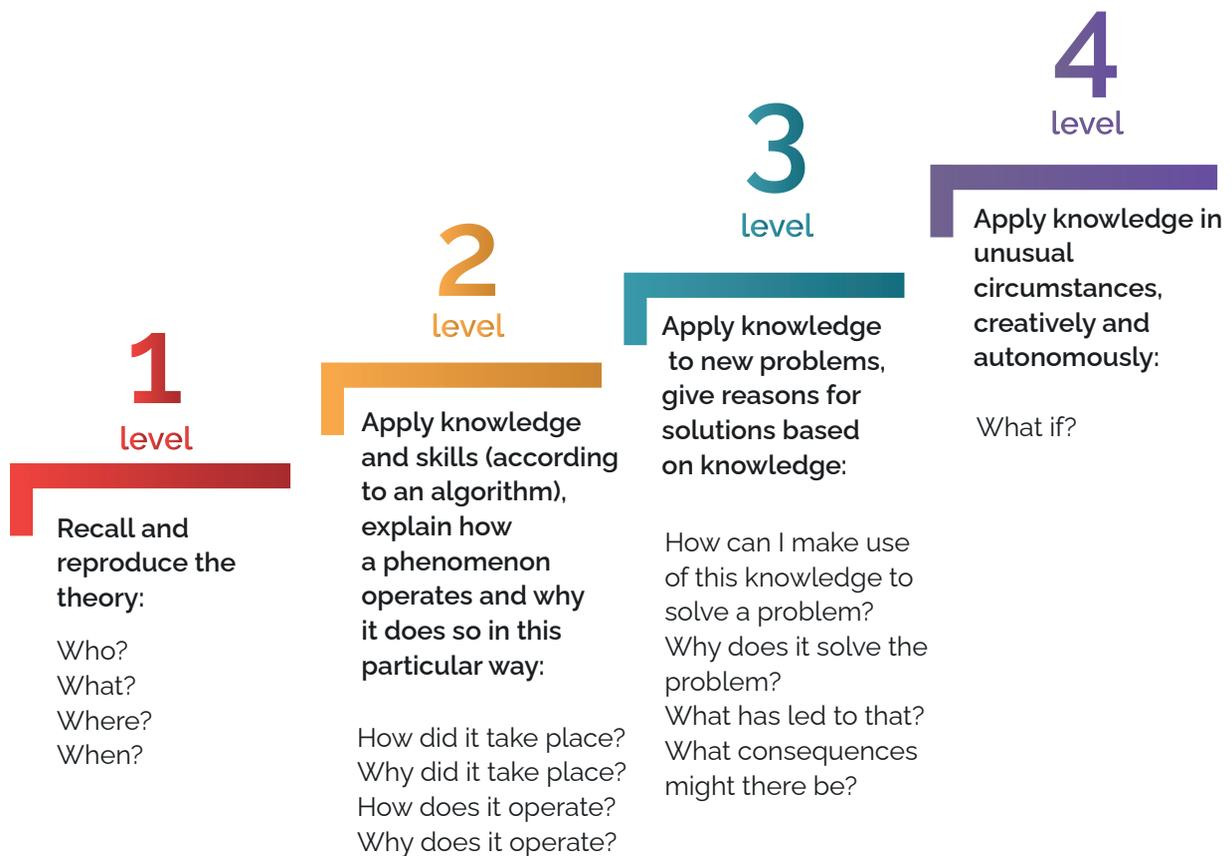 1
level
Recall and
reproduce the
theory:
Who?
What?
Where?
When?
2
level
Apply knowledge
and skills (according
to an algorithm),
explain how
a phenomenon
operates and why
it does so in this
particular way:
How did it take place?
Why did it take place?
How does it operate?
Why does it operate?
3
level
Apply knowledge
to new problems,
give reasons for
solutions based
on knowledge:
How can I make use
of this knowledge to
solve a problem?
Why does it solve the
problem?
What has led to that?
What consequences
might there be?
4
level
Apply knowledge in
unusual
circumstances,
creatively and
autonomously:
What if?